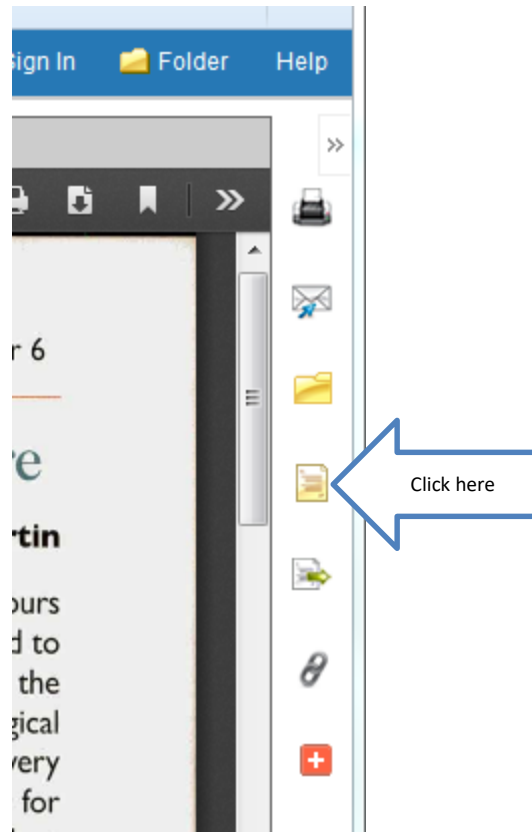 Sign In Folder Help
r 6
re
rtin
ours
d to
the
gical
very
for
Click here